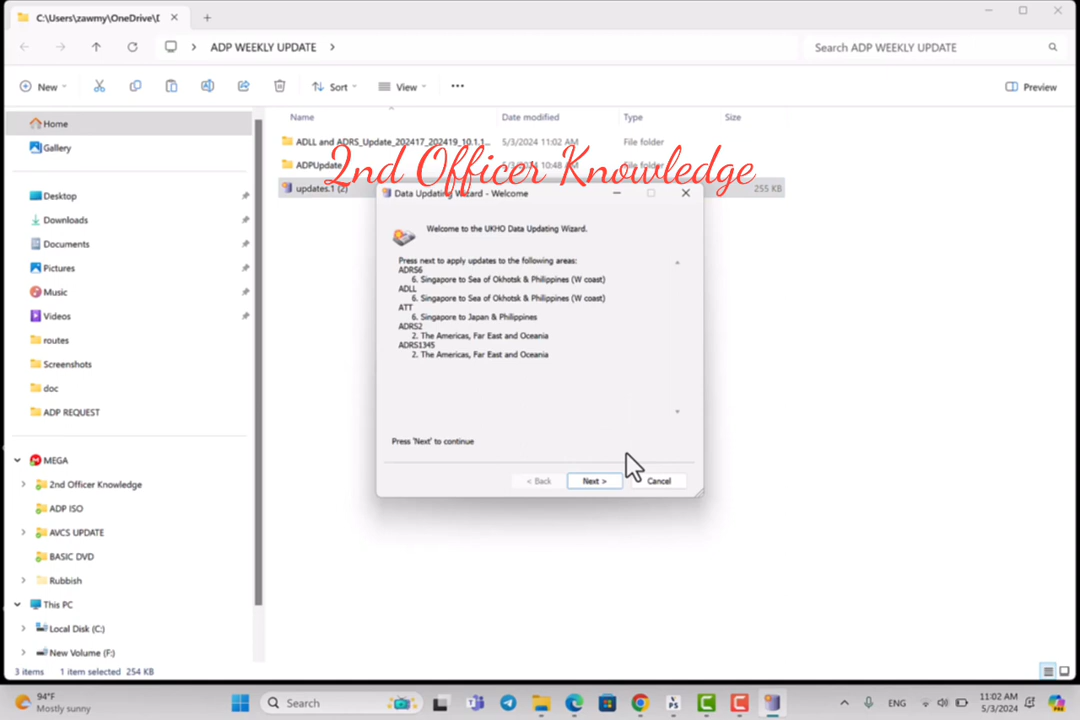 C:\Users\zawmy\OneDrive\D
ADP WEEKLY UPDATE
Search ADP WEEKLY UPDATE
New
Sort
View
Preview
Name
Date modified
Type
Size
Home
Gallery
Desktop
Downloads
Documents
Pictures
Music
Videos
routes
Screenshots
doc
ADP REQUEST
MEGA
2nd Officer Knowledge
ADP ISO
AVCS UPDATE
BASIC DVD
Rubbish
This PC
Local Disk (C:)
New Volume (F:)
ADLL and ADRS_Update_202417_202419_10.1.1...
5/3/2024 11:02 AM
File folder
ADPUpdate
5/3/2024 10:48 AM
File folder
updates.1 (2)
255 KB
2nd Officer Knowledge
Data Updating Wizard - Welcome
Welcome to the UKHO Data Updating Wizard.
Press next to apply updates to the following areas:
ADRS6
6. Singapore to Sea of Okhotsk & Philippines (W coast)
ADLL
6. Singapore to Sea of Okhotsk & Philippines (W coast)
ATT
6. Singapore to Japan & Philippines
ADRS2
2. The Americas, Far East and Oceania
ADRS1345
2. The Americas, Far East and Oceania
Press 'Next' to continue
< Back
Next >
Cancel
3 items
1 item selected 254 KB
94°F
Mostly sunny
Search
ENG
11:02 AM
5/3/2024